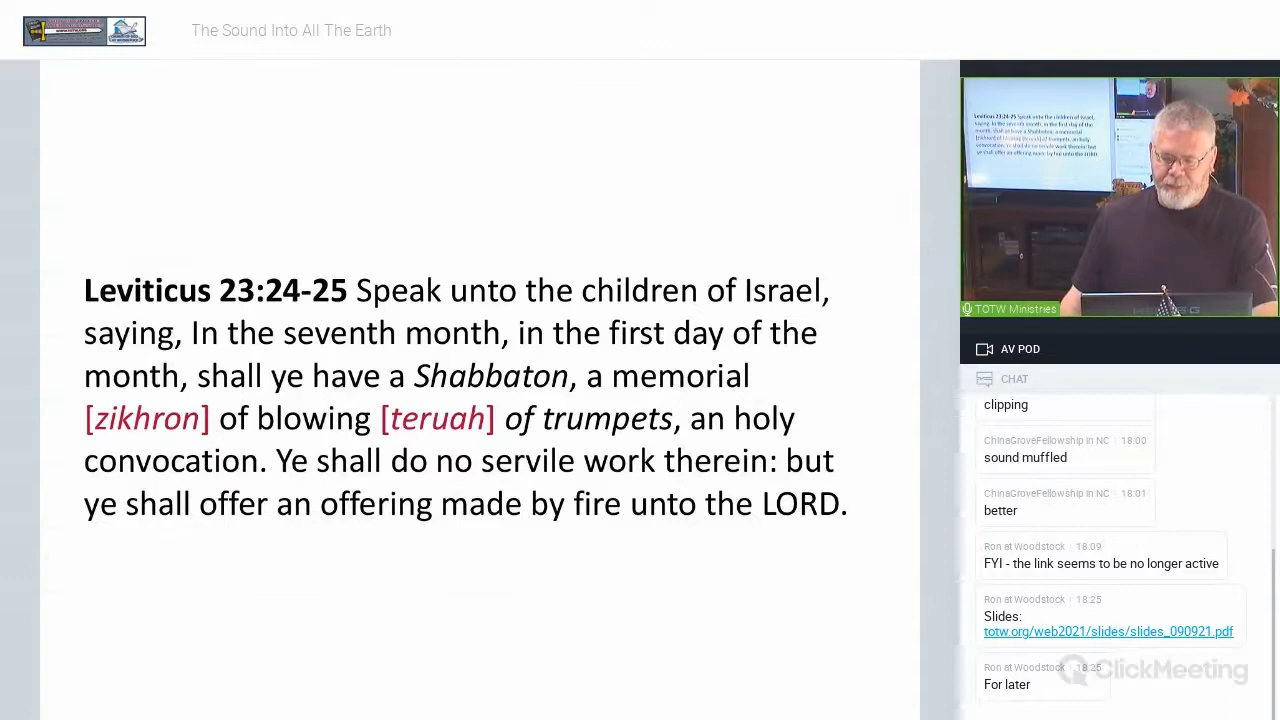 The Sound Into All The Earth
Leviticus 23:24-25 Speak unto the children of Israel,
saying, In the seventh month, in the first day of the
month, shall ye have a Shabbaton, a memorial
[zikhron] of blowing [teruah] of trumpets, an holy
convocation. Ye shall do no servile work therein: but
ye shall offer an offering made by fire unto the LORD.
TOTW Ministries
AV POD
CHAT
clipping
ChinaGroveFellowship in NC 18:00
sound muffled
ChinaGroveFellowship in NC 18:01
better
Ron at Woodstock 18:09
FYI - the link seems to be no longer active
Ron at Woodstock 18:25
Slides:
totw.org/web2021/slides/slides_090921.pdf
Ron at Woodstock 18:25
For later
ClickMeeting